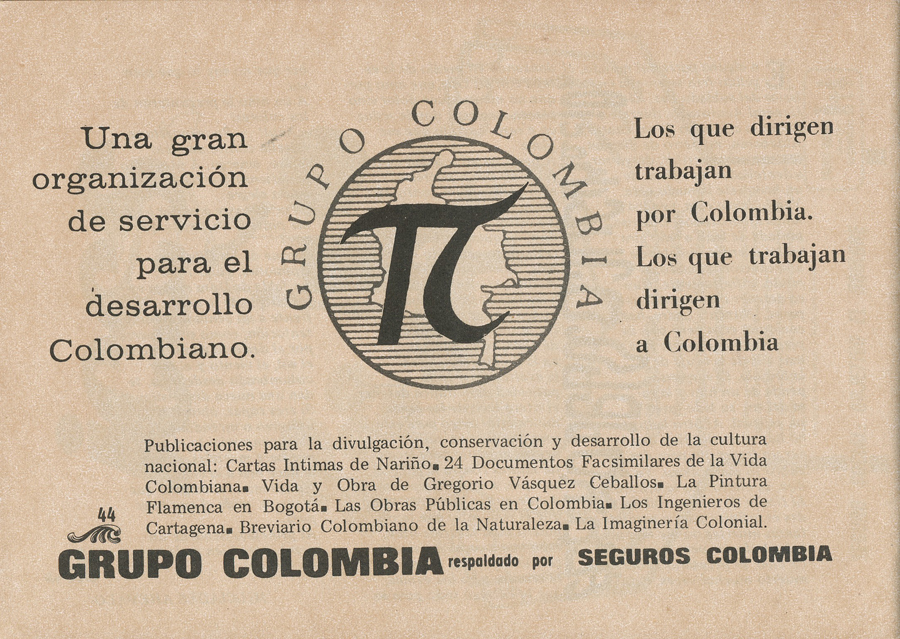 Una gran
organización
de servicio
para el
desarrollo
Colombiano.
GRUPO COLOMBIA
π
Los que dirigen
trabajan
por Colombia.
Los que trabajan
dirigen
a Colombia
Publicaciones para la divulgación, conservación y desarrollo de la cultura
nacional: Cartas Intimas de Nariño■ 24 Documentos Facsimilares de la Vida
Colombiana■ Vida y Obra de Gregorio Vásquez Ceballos■ La Pintura
Flamenca en Bogotá■ Las Obras Públicas en Colombia■ Los Ingenieros de
Cartagena■ Breviario Colombiano de la Naturaleza■ La Imaginería Colonial.
44
GRUPO COLOMBIA respaldado por SEGUROS COLOMBIA